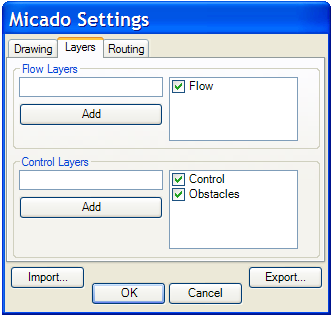 Micado Settings
Drawing Layers Routing
Flow Layers
Flow
Add
Control Layers
Control
Obstacles
Add
Import... Export...
OK Cancel